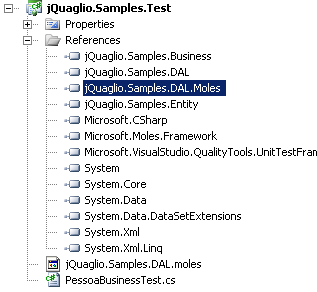 jQuaglio.Samples.Test
Properties
References
jQuaglio.Samples.Business
jQuaglio.Samples.DAL
jQuaglio.Samples.DAL.Moles
jQuaglio.Samples.Entity
Microsoft.CSharp
Microsoft.Moles.Framework
Microsoft.VisualStudio.QualityTools.UnitTestFran
System
System.Core
System.Data
System.Data.DataSetExtensions
System.Xml
System.Xml.Linq
jQuaglio.Samples.DAL.moles
PessoaBusinessTest.cs